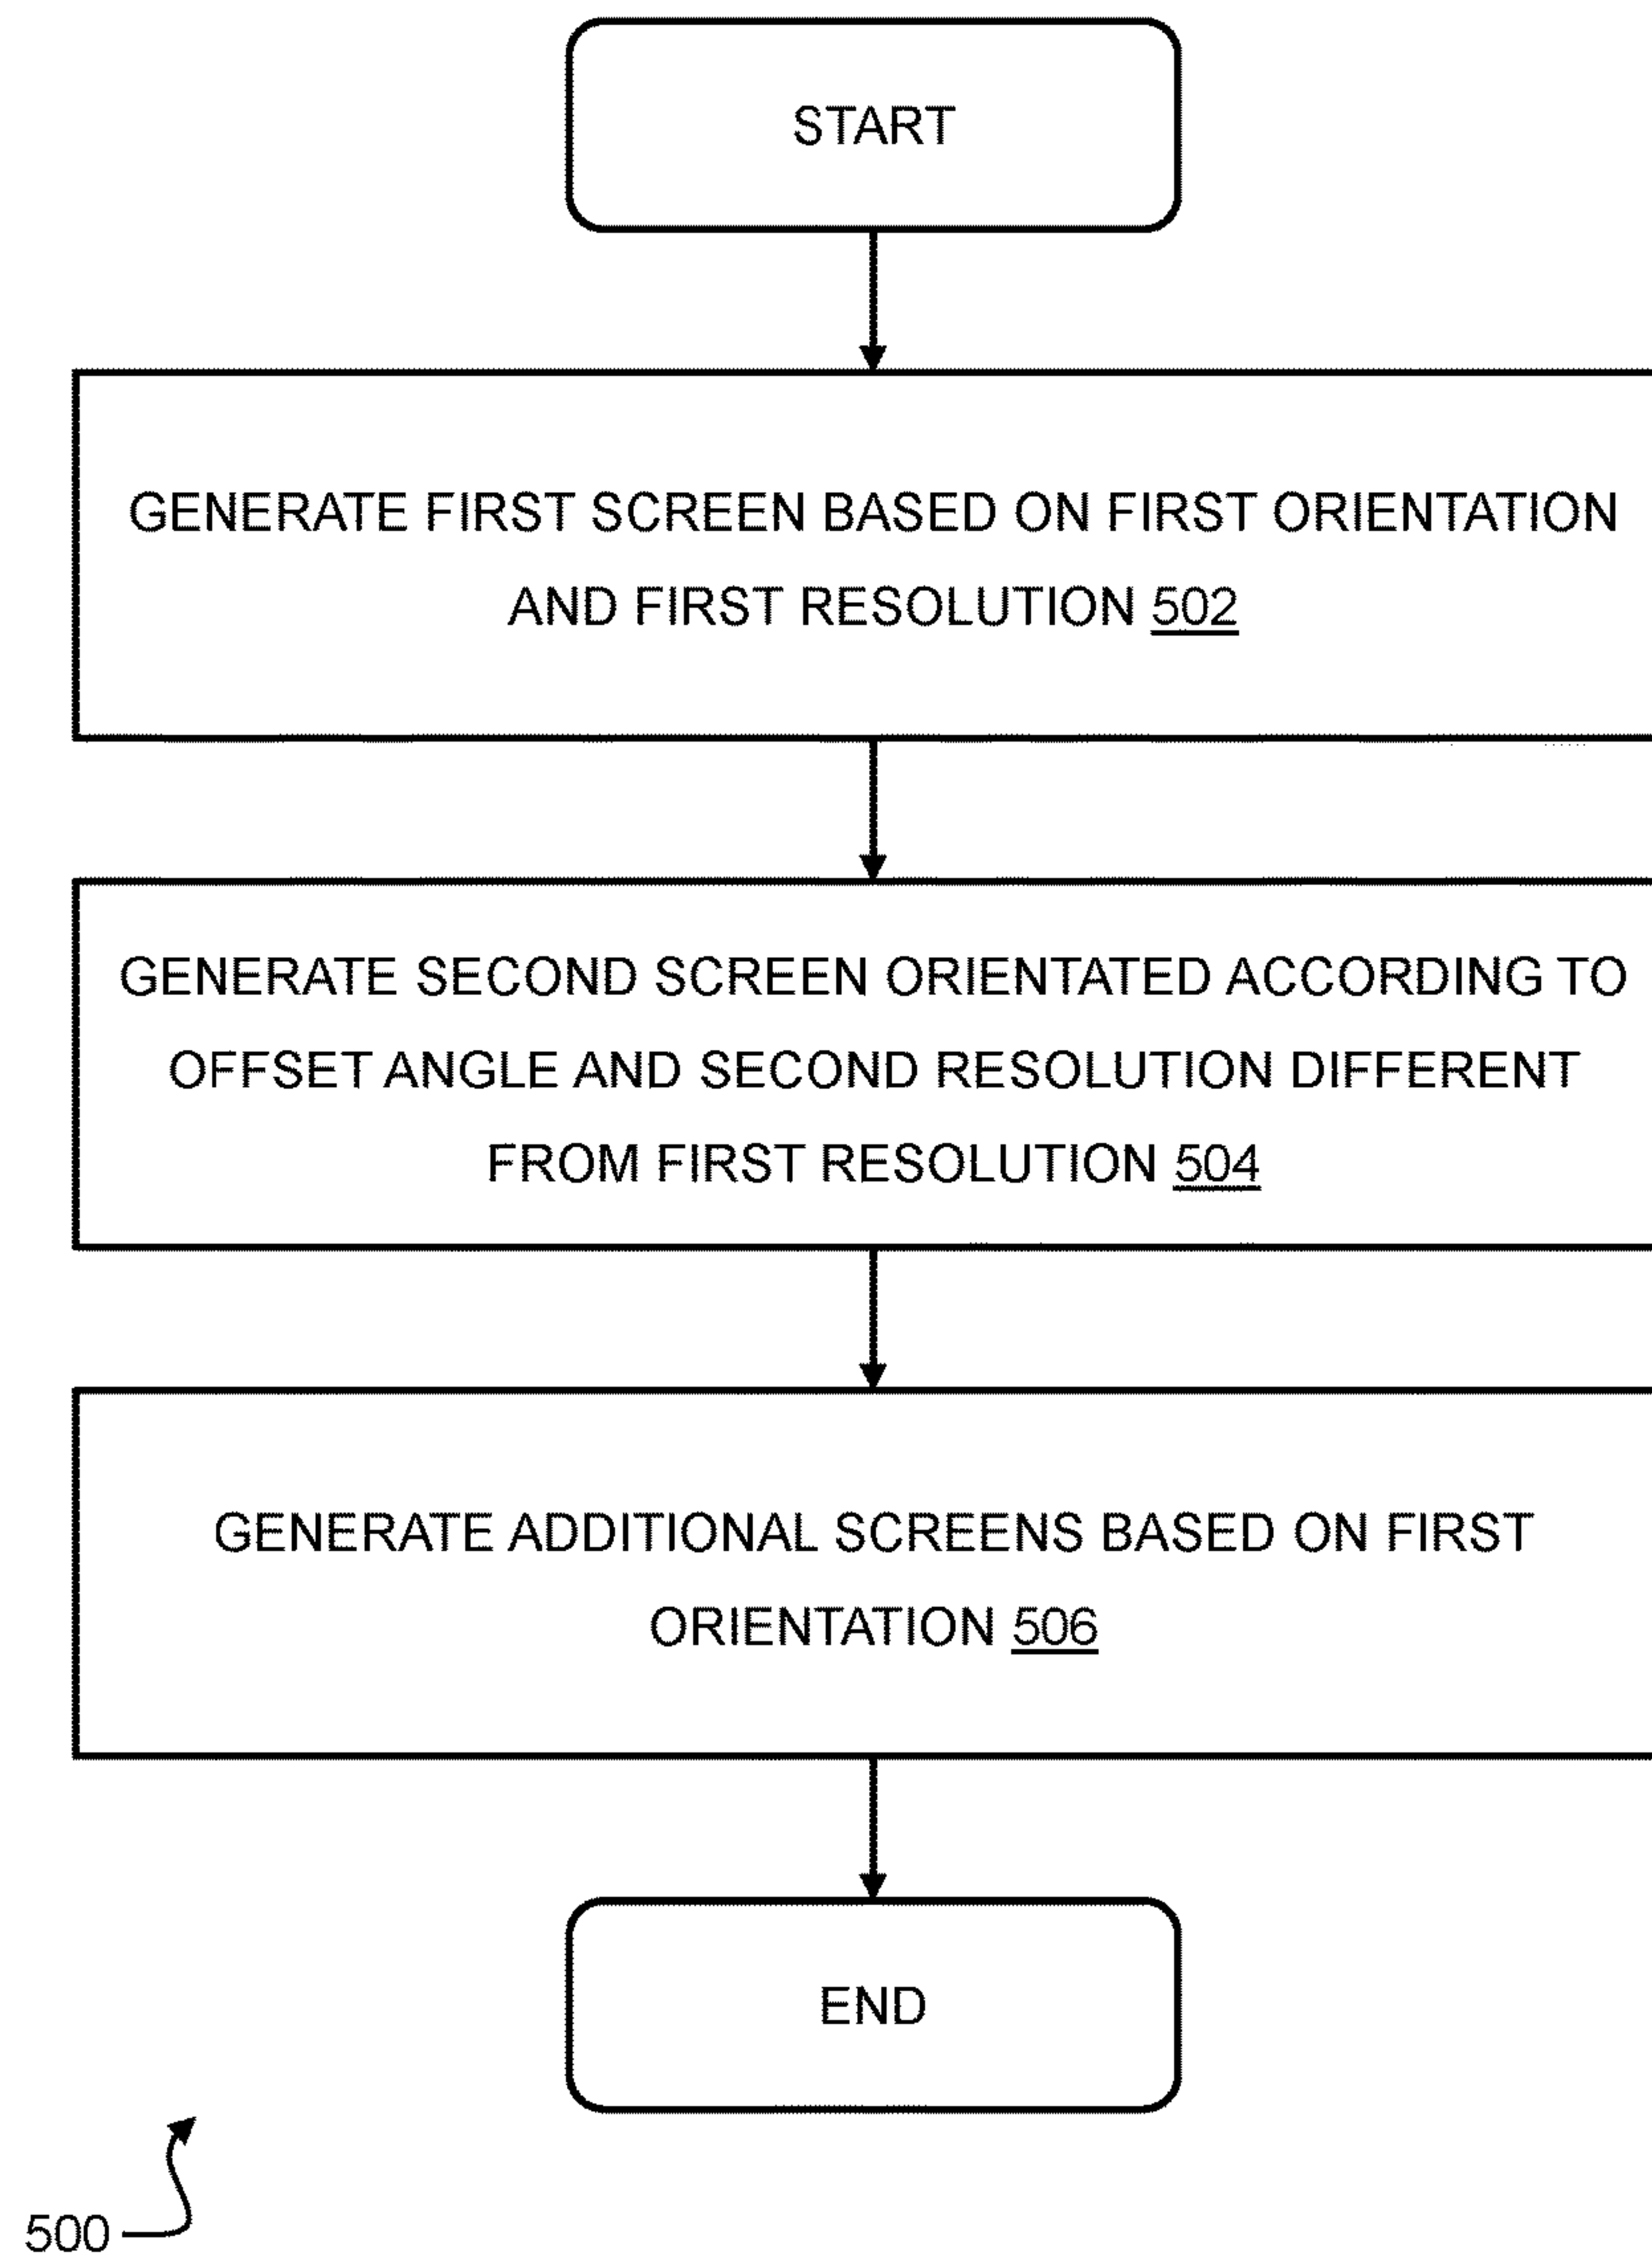 START
GENERATE FIRST SCREEN BASED ON FIRST ORIENTATION
AND FIRST RESOLUTION 502
GENERATE SECOND SCREEN ORIENTATED ACCORDING TO
OFFSET ANGLE AND SECOND RESOLUTION DIFFERENT
FROM FIRST RESOLUTION 504
GENERATE ADDITIONAL SCREENS BASED ON FIRST
ORIENTATION 506
END
500